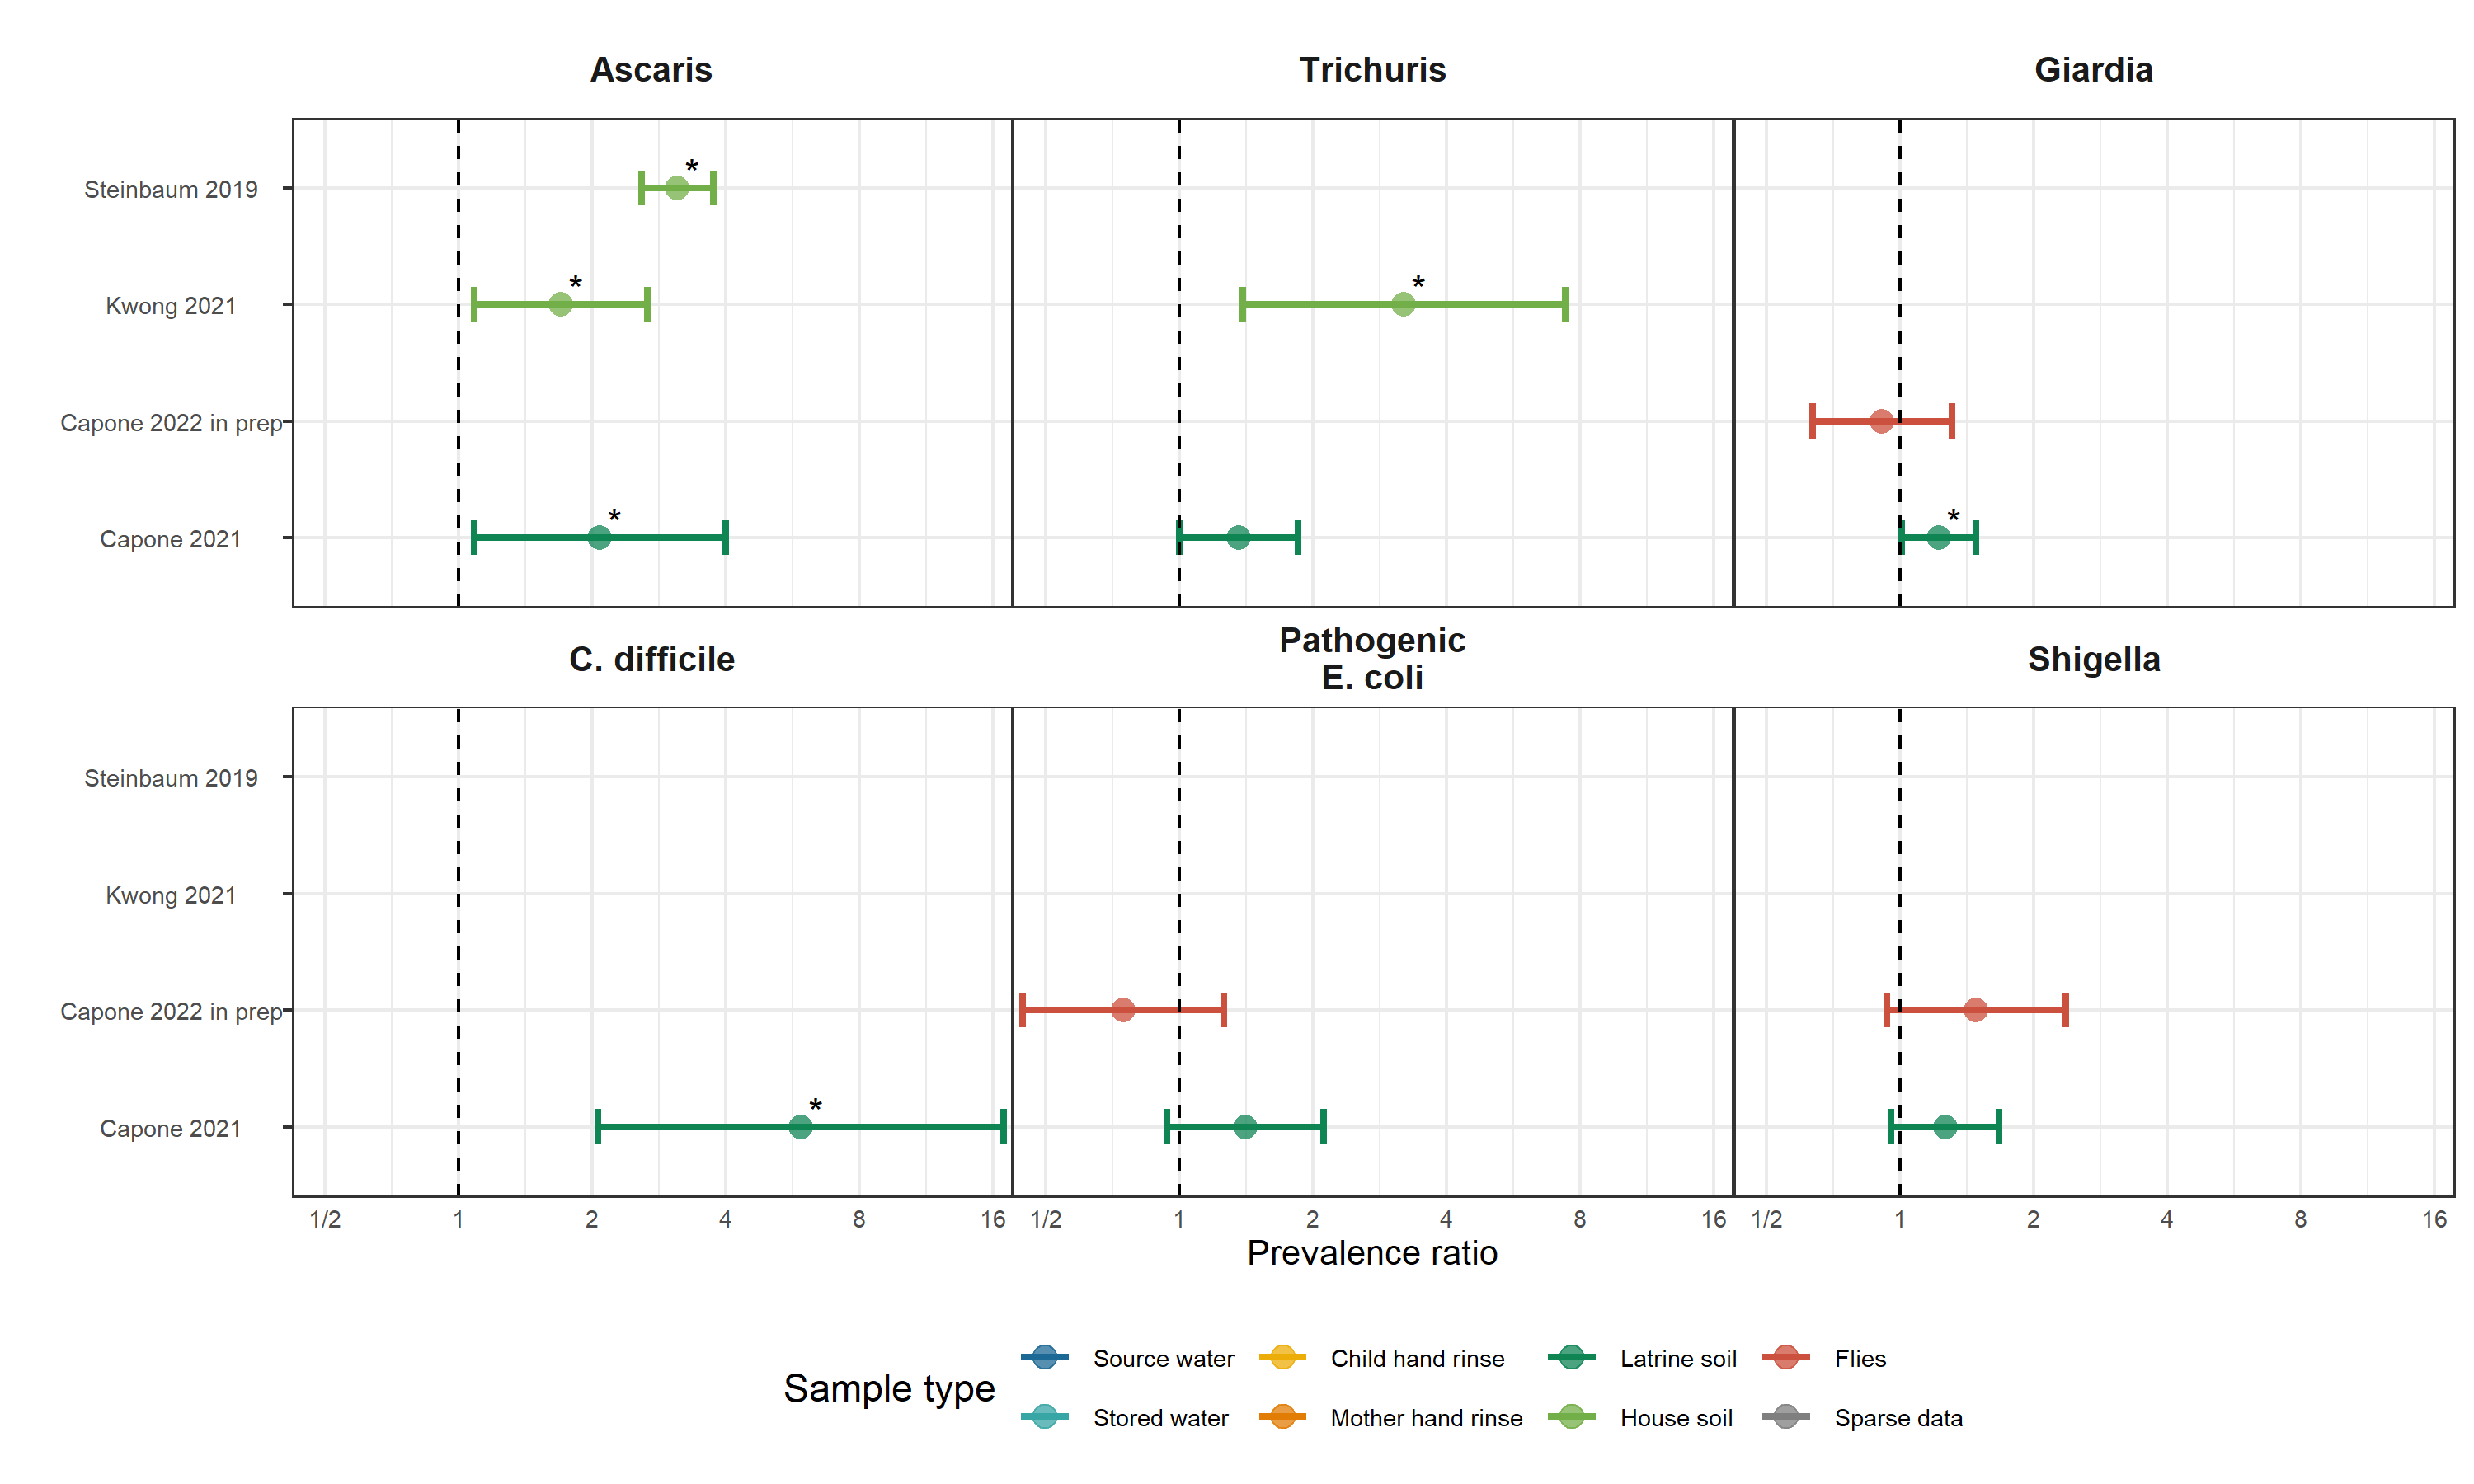 Ascaris Trichuris Giardia
Steinbaum 2019
*
Kwong 2021
* *
Capone 2022 in prep
Capone 2021
* *
C. difficile Pathogenic E. coli Shigella
Steinbaum 2019
Kwong 2021
Capone 2022 in prep
Capone 2021
*
1/2 1 2 4 8 16 1/2 1 2 4 8 16 1/2 1 2 4 8 16
Prevalence ratio
Sample type
Source water Child hand rinse Latrine soil Flies
Stored water Mother hand rinse House soil Sparse data